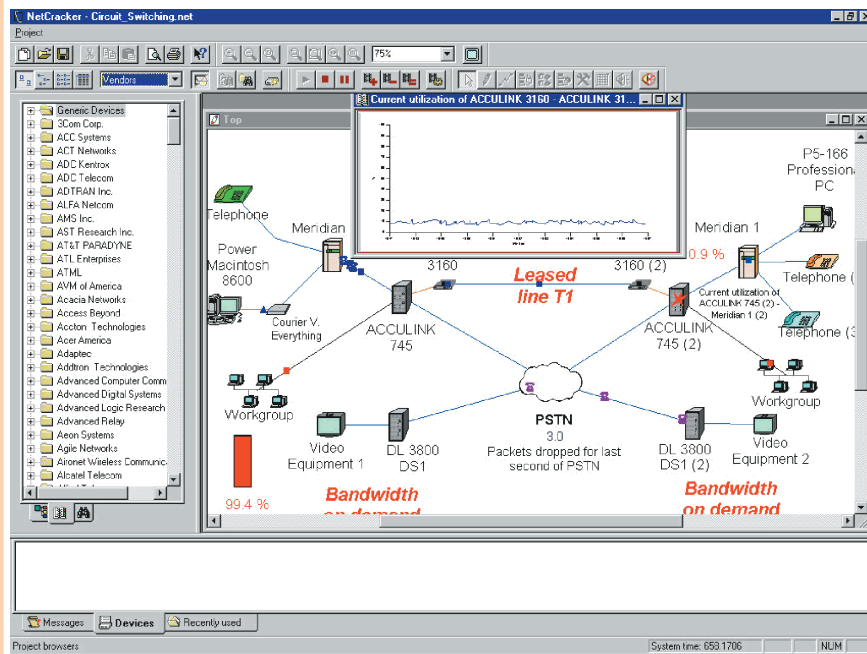 NetCracker - Circuit_Switching.net
Project
75%
Vendors
Generic Devices
3Com Corp.
ACC Systems
ACT Networks
ADC Kentrox
ADC Telecom
ADTRAN Inc.
ALFA Netcom
AMS Inc.
AST Research Inc.
AT&T PARADYNE
ATL Enterprises
ATML
AVM of America
Acacia Networks
Access Beyond
Accton Technologies
Acer America
Adaptec
Addtron Technologies
Advanced Computer Comm
Advanced Digital Systems
Advanced Logic Research
Advanced Relay
Aeon Systems
Agile Networks
Aironet Wireless Communic
Alcatel Telecom
Top
Current utilization of ACCULINK 3160 - ACCULINK 31...
Telephone
Meridian
Power
Macintosh
8600
Courier V.
Everything
ACCULINK
745
3160
Leased
line T1
3160 (2)
0.9 %
Meridian 1
P5-166
Professiona
PC
Telephone (
Telephone (3
Current utilization of
ACCULINK 745 (2) -
Meridian 1 (2)
ACCULINK
745 (2)
Workgroup
Workgroup
Video
Equipment 1
DL 3800
DS1
PSTN
3.0
Packets dropped for last
second of PSTN
DL 3800
DS1 (2)
Video
Equipment 2
99.4 %
Bandwidth
on demand
Bandwidth
on demand
Messages
Devices
Recently used
Project browsers
System time: 658.1706
NUM